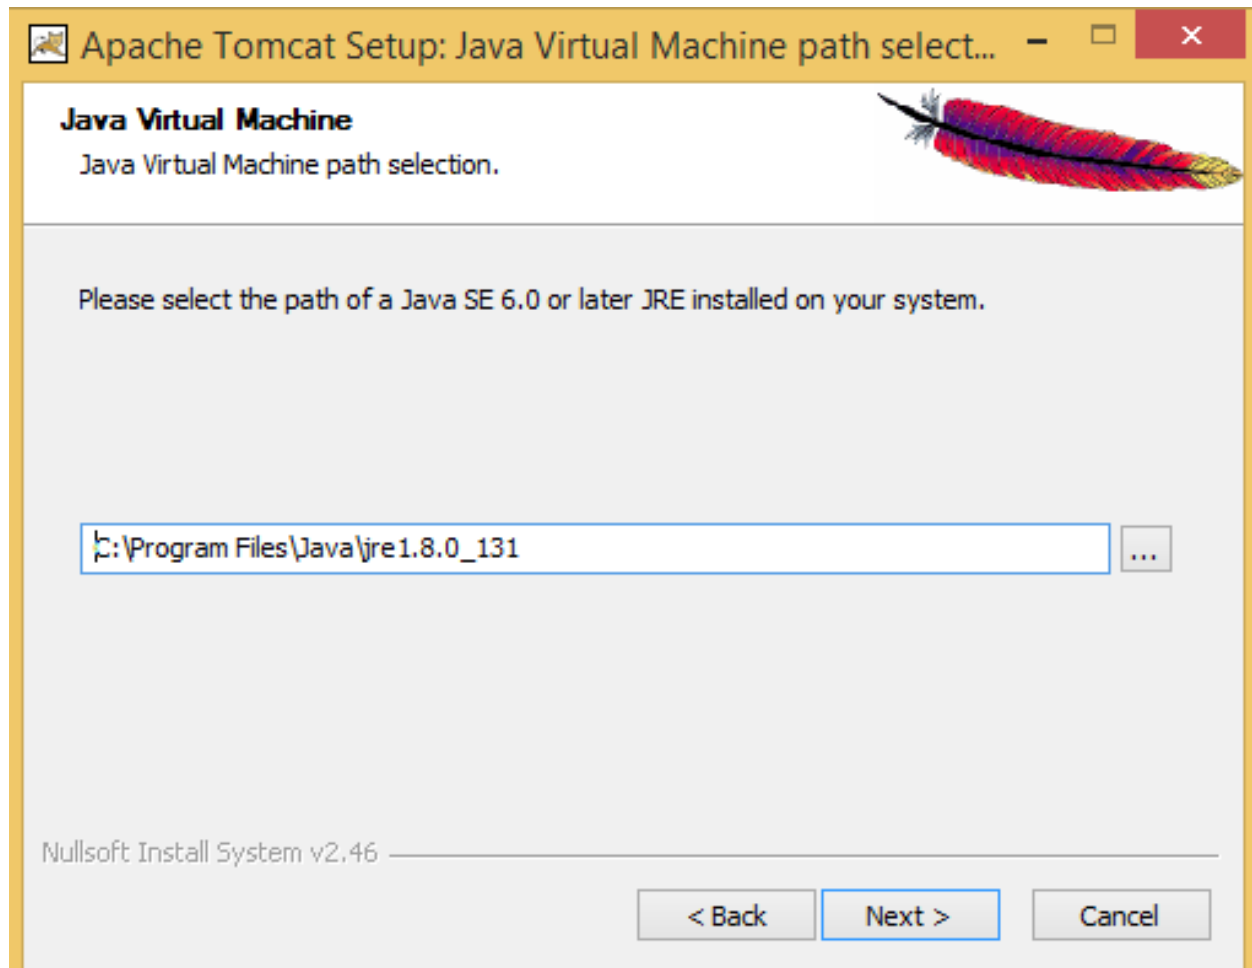 Apache Tomcat Setup: Java Virtual Machine path select...
Java Virtual Machine
Java Virtual Machine path selection.
Please select the path of a Java SE 6.0 or later JRE installed on your system.
C:\Program Files\Java\jre1.8.0_131
...
Nullsoft Install System v2.46
< Back
Next >
Cancel